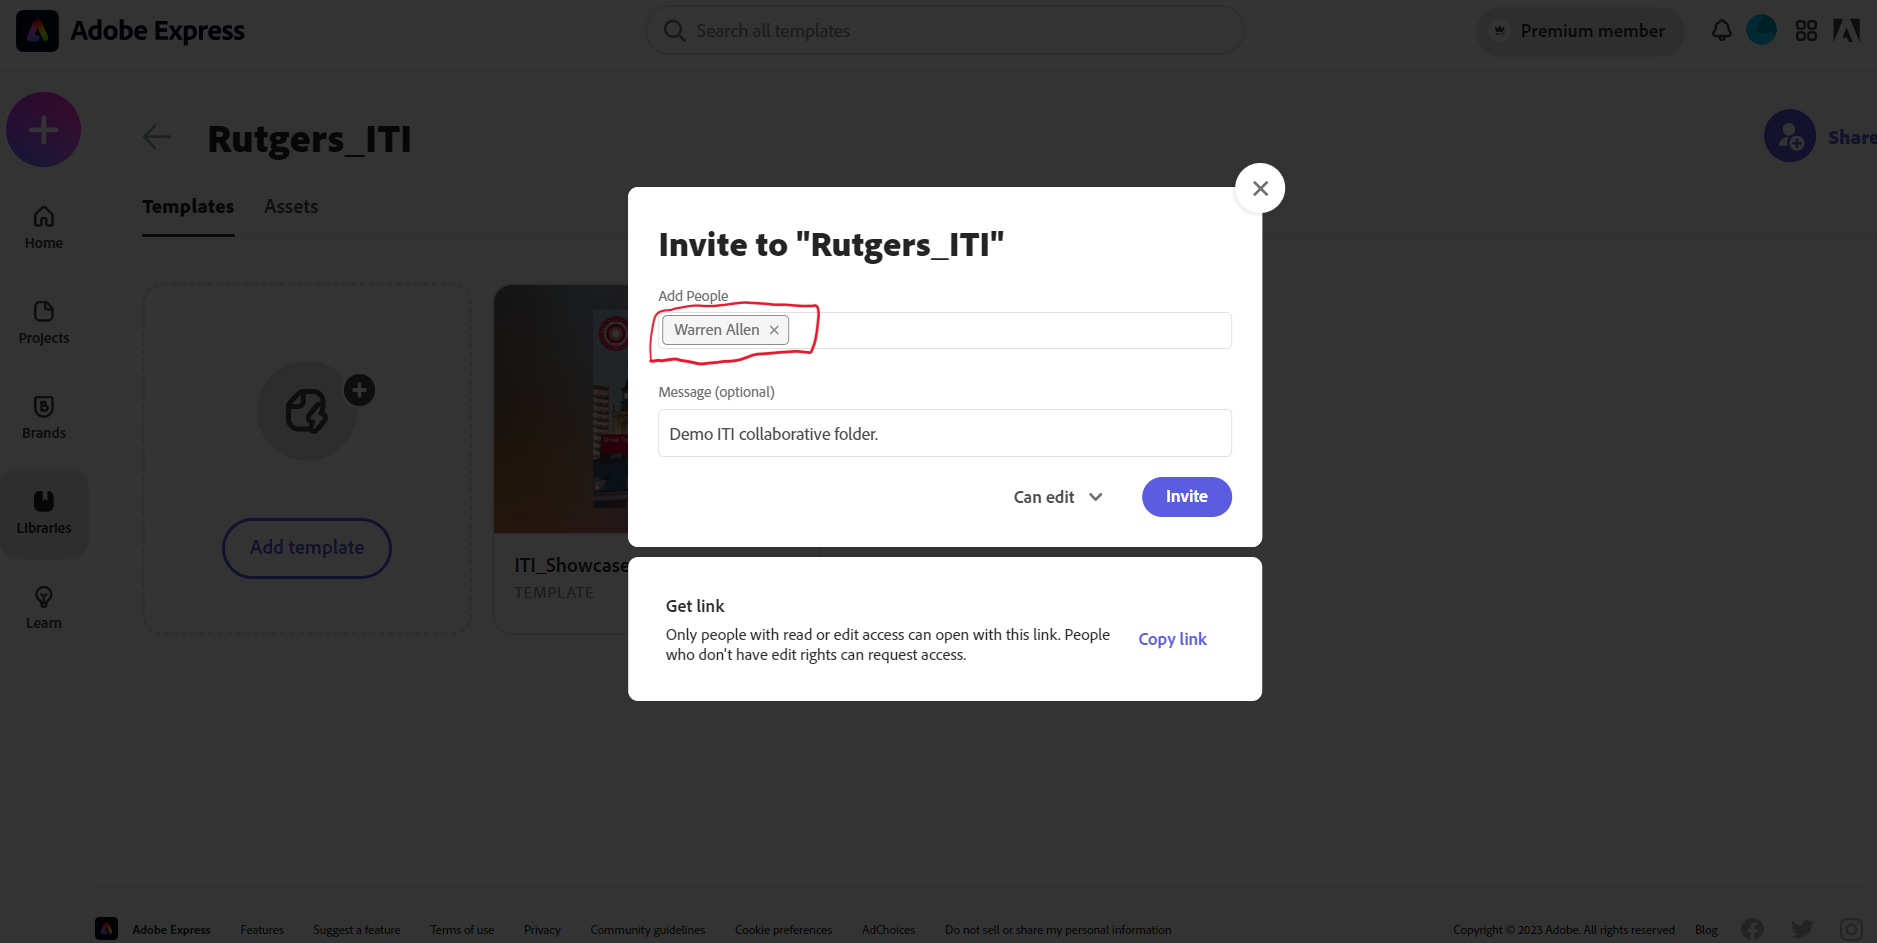 Adobe Express
Search all templates
Premium member
Rutgers_ITI
Share
Templates
Assets
Home
Projects
Brands
Libraries
Learn
Add template
ITI_Showcase
TEMPLATE
Invite to "Rutgers_ITI"
Add People
Warren Allen
Message (optional)
Demo ITI collaborative folder.
Can edit
Invite
Get link
Only people with read or edit access can open with this link. People
who don't have edit rights can request access.
Copy link
Adobe Express
Features
Suggest a feature
Terms of use
Privacy
Community guidelines
Cookie preferences
AdChoices
Do not sell or share my personal information
Copyright © 2023 Adobe. All rights reserved
Blog